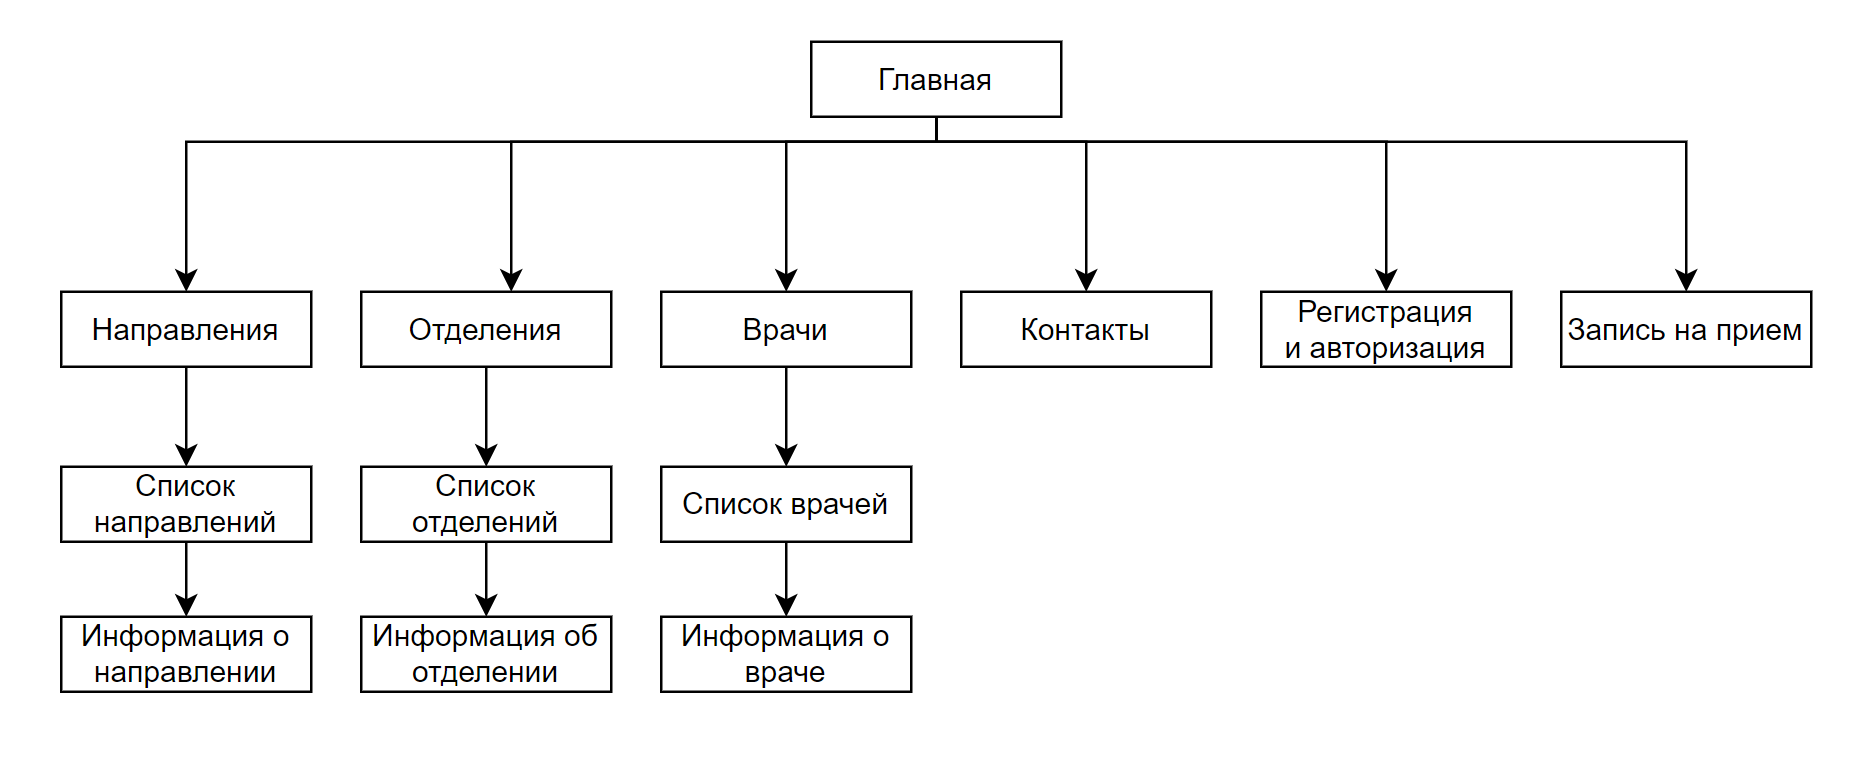 Главная
Направления
Отделения
Врачи
Контакты
Регистрация
и авторизация
Запись на прием
Список
направлений
Список
отделений
Список врачей
Информация о
направлении
Информация об
отделении
Информация о
враче